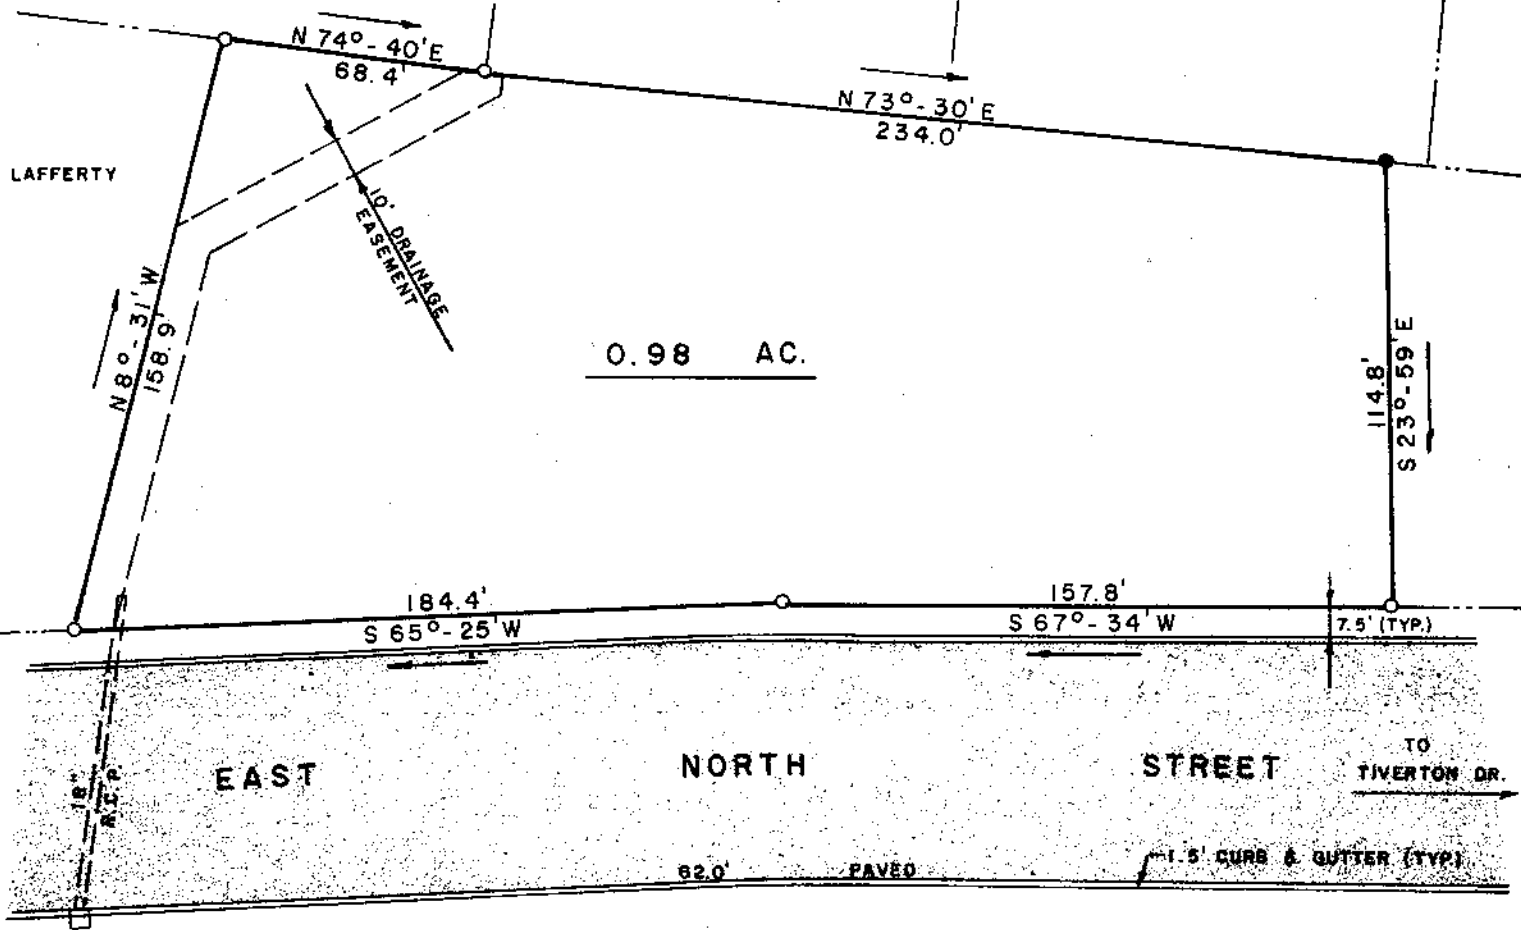 N 74°-40'E
68.4'
N 73°-30'E
234.0'
LAFFERTY
10' DRAINAGE
EASEMENT
N 8°-31' W
158.9'
0.98 AC.
114.8'
S 23°-59'E
184.4'
S 65°-25' W
157.8'
S 67°-34' W
7.5' (TYP.)
EAST NORTH STREET
TO
TIVERTON DR.
18"
R.C.P.
62.0' PAVED
1.5' CURB & GUTTER (TYP.)